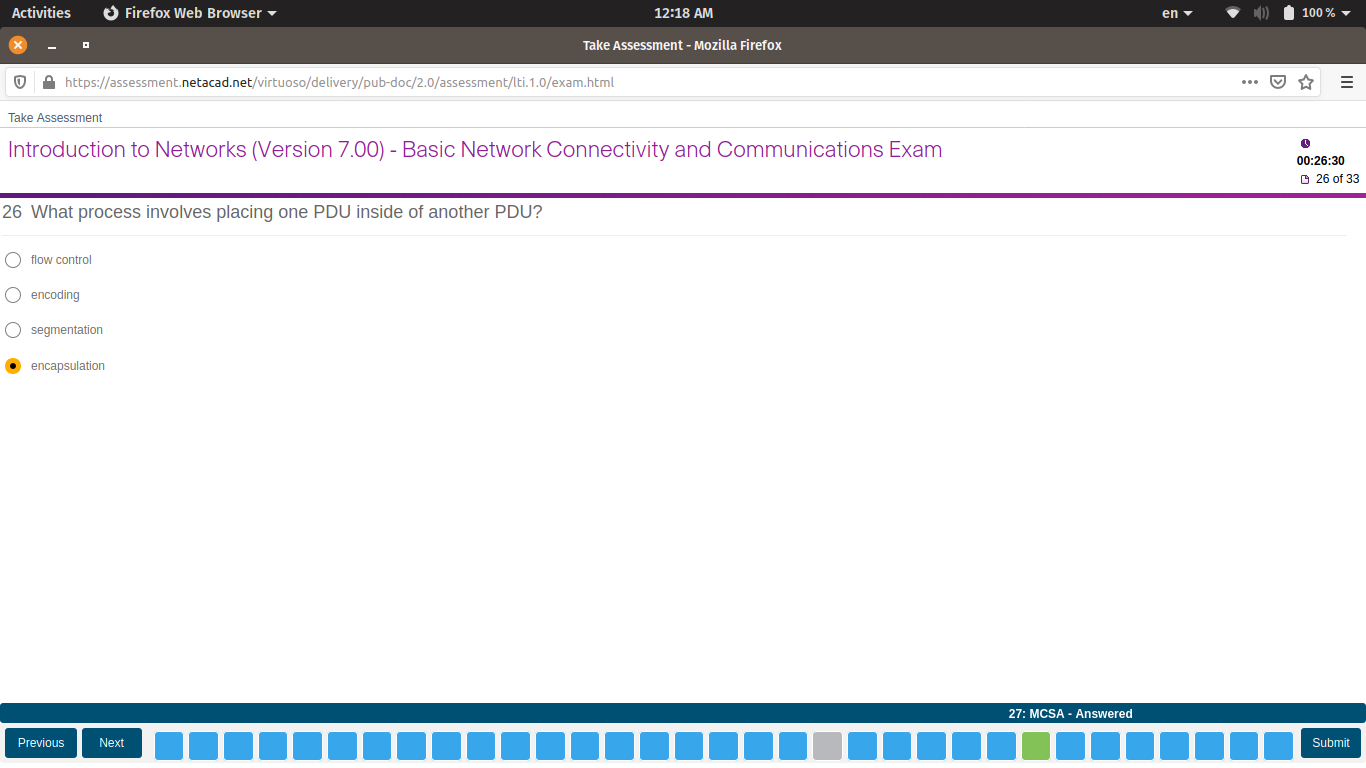 Activities Firefox Web Browser 12:18 AM en 100 %
Take Assessment - Mozilla Firefox
https://assessment.netacad.net/virtuoso/delivery/pub-doc/2.0/assessment/lti.1.0/exam.html
Take Assessment
Introduction to Networks (Version 7.00) - Basic Network Connectivity and Communications Exam
00:26:30
26 of 33
26 What process involves placing one PDU inside of another PDU?
flow control
encoding
segmentation
encapsulation
27: MCSA - Answered
Previous Next Submit